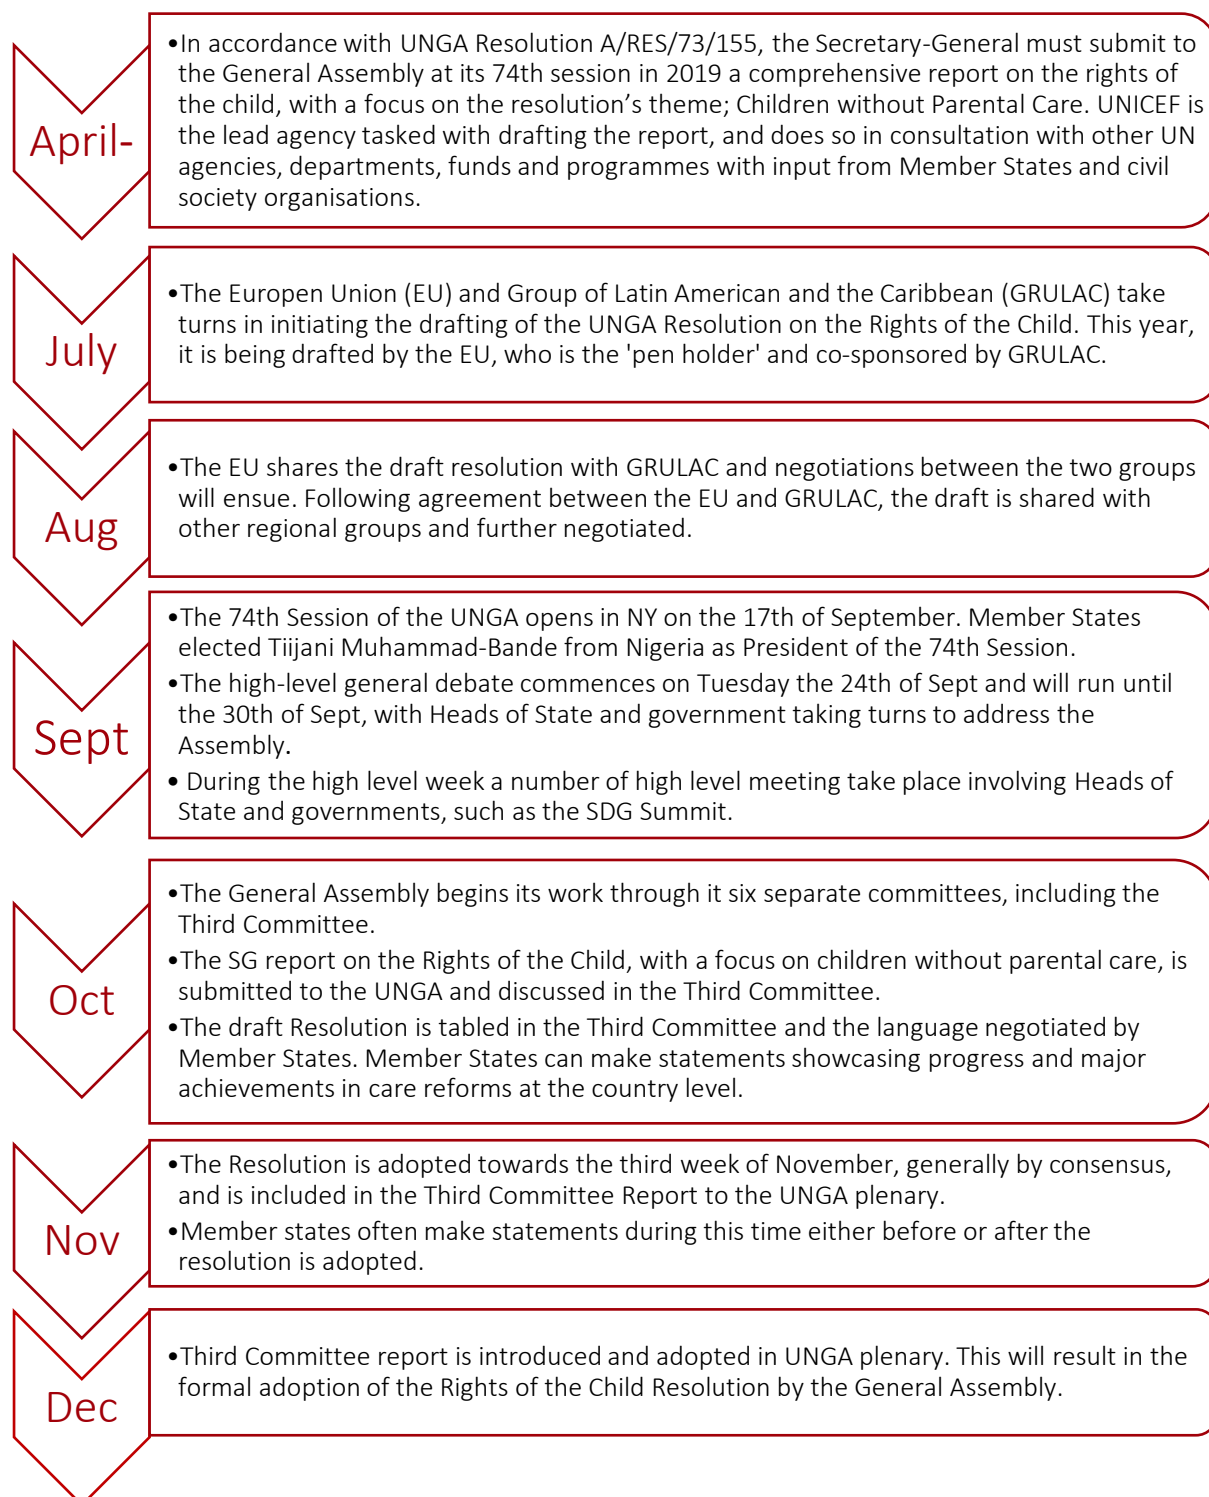 April-
•In accordance with UNGA Resolution A/RES/73/155, the Secretary-General must submit to
the General Assembly at its 74th session in 2019 a comprehensive report on the rights of
the child, with a focus on the resolution’s theme; Children without Parental Care. UNICEF is
the lead agency tasked with drafting the report, and does so in consultation with other UN
agencies, departments, funds and programmes with input from Member States and civil
society organisations.
July
•The Europen Union (EU) and Group of Latin American and the Caribbean (GRULAC) take
turns in initiating the drafting of the UNGA Resolution on the Rights of the Child. This year,
it is being drafted by the EU, who is the 'pen holder' and co-sponsored by GRULAC.
Aug
•The EU shares the draft resolution with GRULAC and negotiations between the two groups
will ensue. Following agreement between the EU and GRULAC, the draft is shared with
other regional groups and further negotiated.
Sept
•The 74th Session of the UNGA opens in NY on the 17th of September. Member States
elected Tiijani Muhammad-Bande from Nigeria as President of the 74th Session.
•The high-level general debate commences on Tuesday the 24th of Sept and will run until
the 30th of Sept, with Heads of State and government taking turns to address the
Assembly.
• During the high level week a number of high level meeting take place involving Heads of
State and governments, such as the SDG Summit.
Oct
•The General Assembly begins its work through it six separate committees, including the
Third Committee.
•The SG report on the Rights of the Child, with a focus on children without parental care, is
submitted to the UNGA and discussed in the Third Committee.
•The draft Resolution is tabled in the Third Committee and the language negotiated by
Member States. Member States can make statements showcasing progress and major
achievements in care reforms at the country level.
Nov
•The Resolution is adopted towards the third week of November, generally by consensus,
and is included in the Third Committee Report to the UNGA plenary.
•Member states often make statements during this time either before or after the
resolution is adopted.
Dec
•Third Committee report is introduced and adopted in UNGA plenary. This will result in the
formal adoption of the Rights of the Child Resolution by the General Assembly.